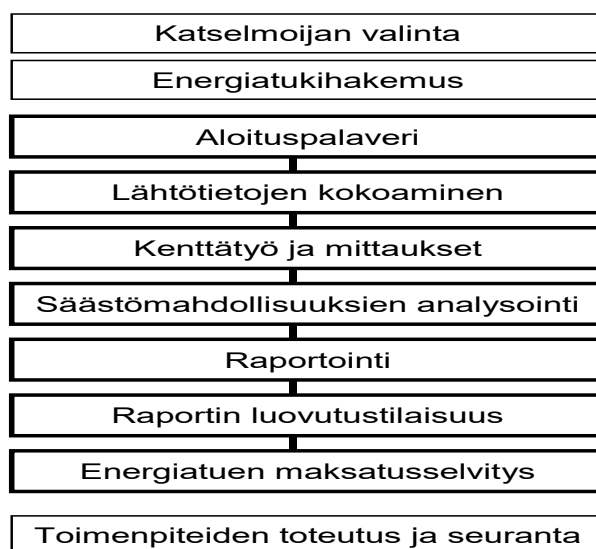 Katselmoijan valinta
Energiatukihakemus
Aloituspalaveri
Lähtötietojen kokoaminen
Kenttätyö ja mittaukset
Säästömahdollisuuksien analysointi
Raportointi
Raportin luovutustilaisuus
Energiatuen maksatusselvitys
Toimenpiteiden toteutus ja seuranta